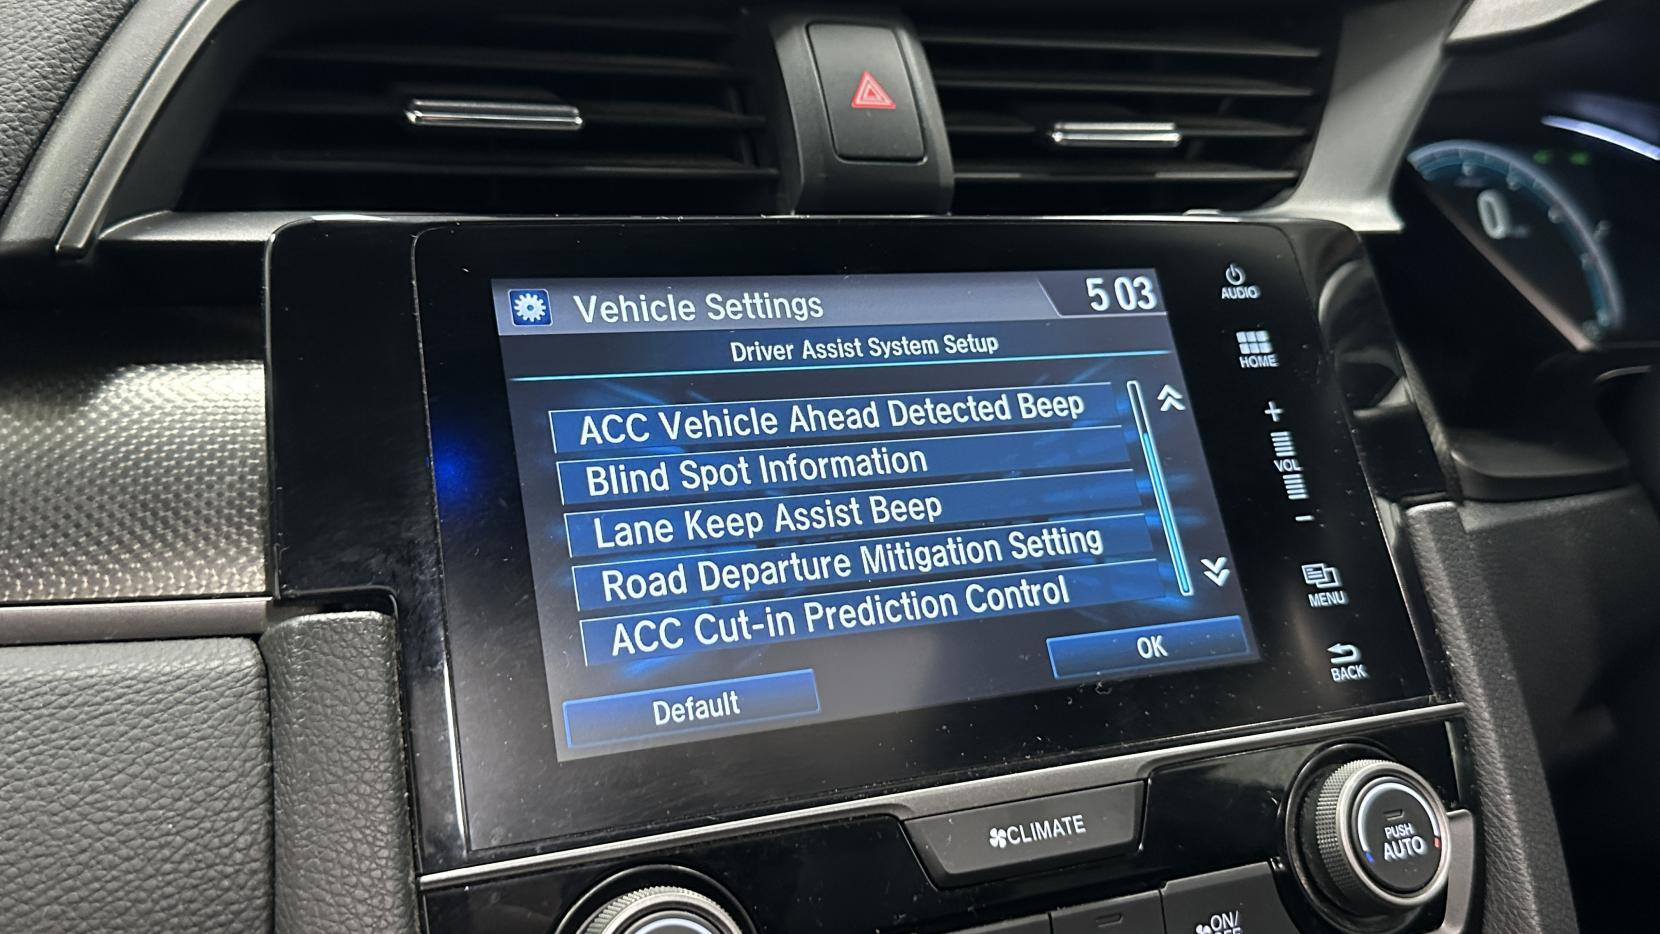 Vehicle Settings
5 03
Driver Assist System Setup
ACC Vehicle Ahead Detected Beep
Blind Spot Information
Lane Keep Assist Beep
Road Departure Mitigation Setting
ACC Cut-in Prediction Control
Default
OK
AUDIO
HOME
+
VOL
−
MENU
BACK
0
CLIMATE
PUSH
AUTO
ON/